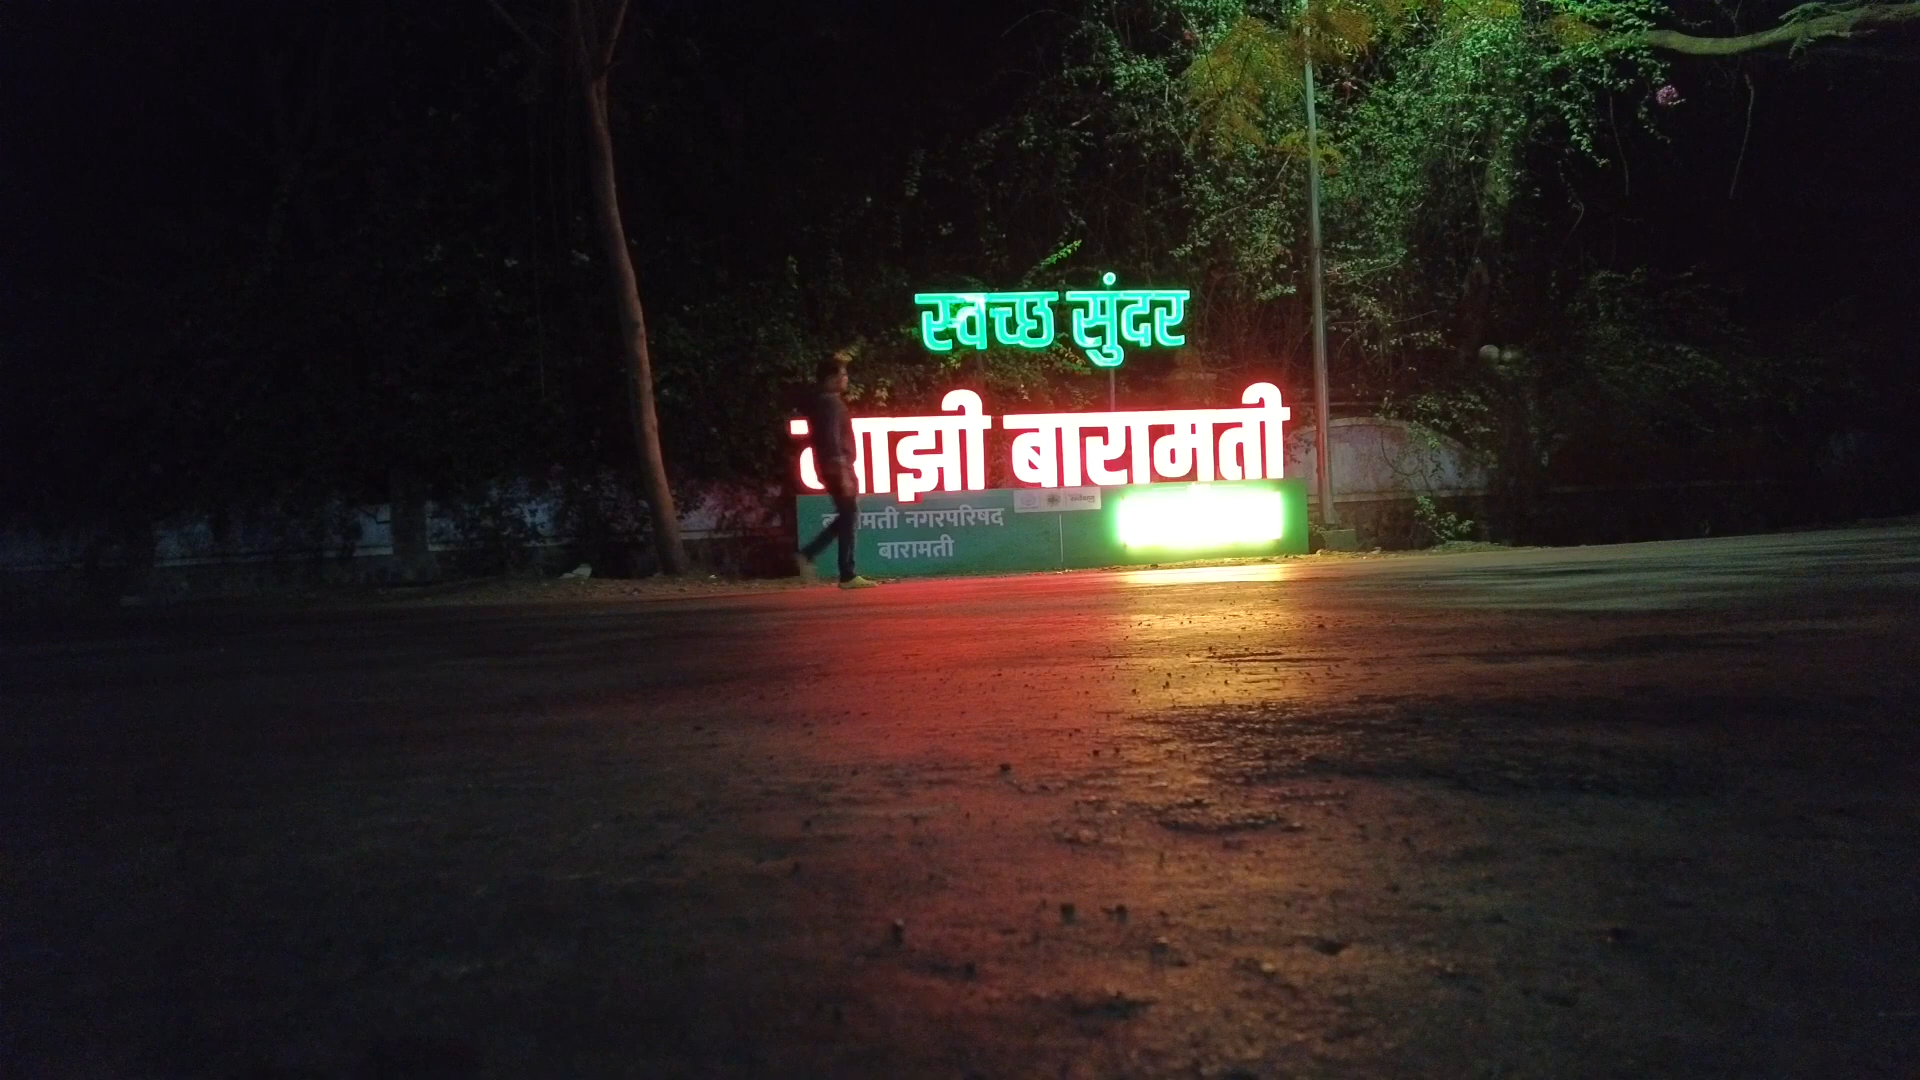 स्वच्छ सुंदर
माझी बारामती
बारामती नगरपरिषद
बारामती